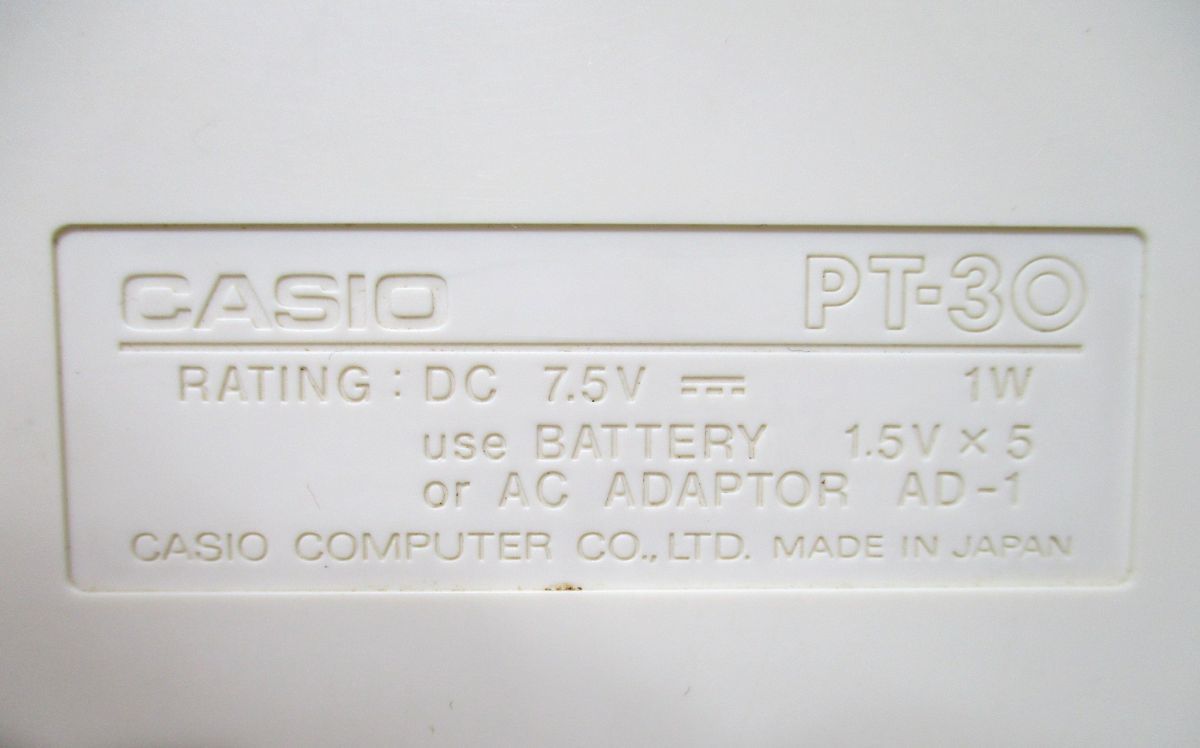 CASIO PT-30
RATING : DC 7.5V ⎓ 1W
use BATTERY 1.5V × 5
or AC ADAPTOR AD-1
CASIO COMPUTER CO., LTD. MADE IN JAPAN